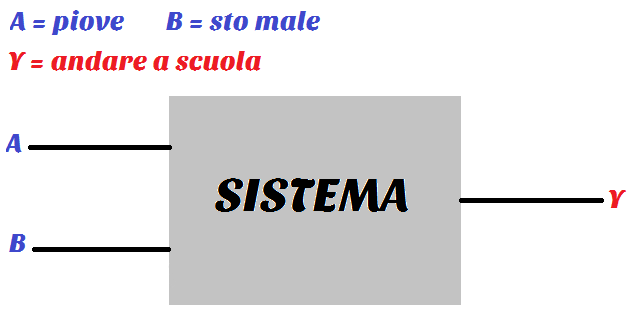 A = piove B = sto male
Y = andare a scuola
A
SISTEMA
Y
B